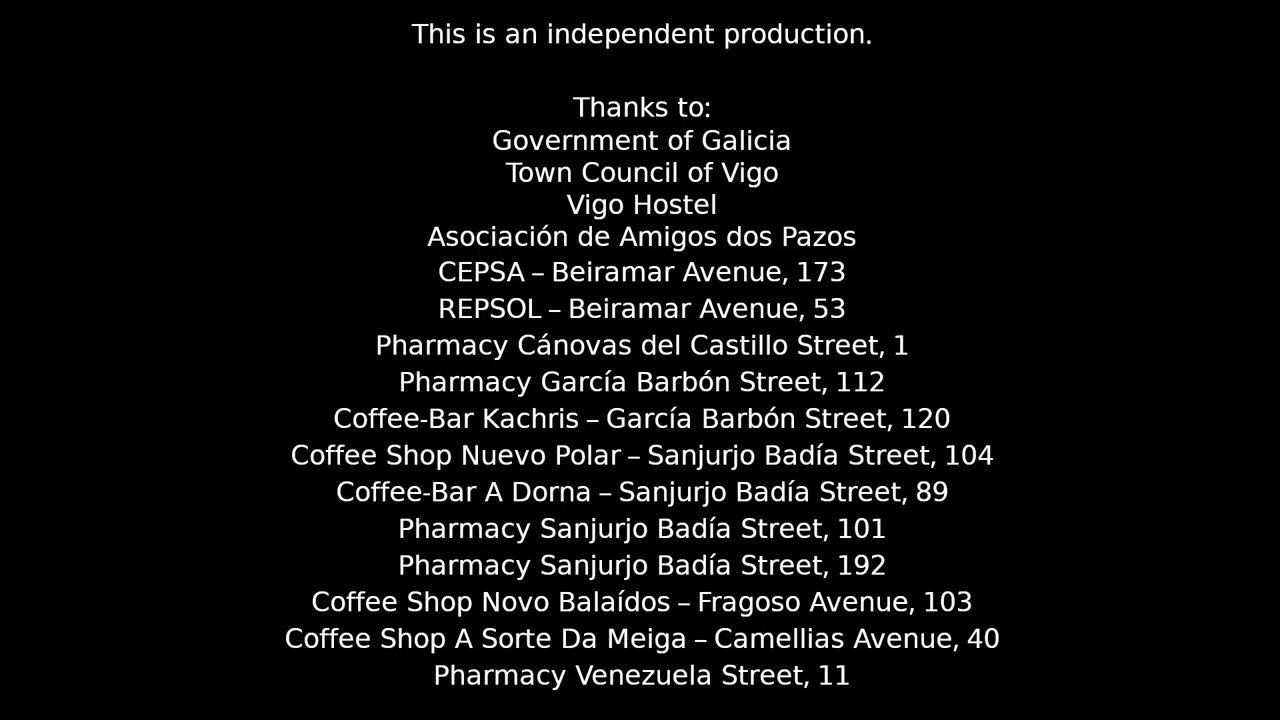 This is an independent production.
Thanks to:
Government of Galicia
Town Council of Vigo
Vigo Hostel
Asociación de Amigos dos Pazos
CEPSA – Beiramar Avenue, 173
REPSOL – Beiramar Avenue, 53
Pharmacy Cánovas del Castillo Street, 1
Pharmacy García Barbón Street, 112
Coffee-Bar Kachris – García Barbón Street, 120
Coffee Shop Nuevo Polar – Sanjurjo Badía Street, 104
Coffee-Bar A Dorna – Sanjurjo Badía Street, 89
Pharmacy Sanjurjo Badía Street, 101
Pharmacy Sanjurjo Badía Street, 192
Coffee Shop Novo Balaídos – Fragoso Avenue, 103
Coffee Shop A Sorte Da Meiga – Camellias Avenue, 40
Pharmacy Venezuela Street, 11